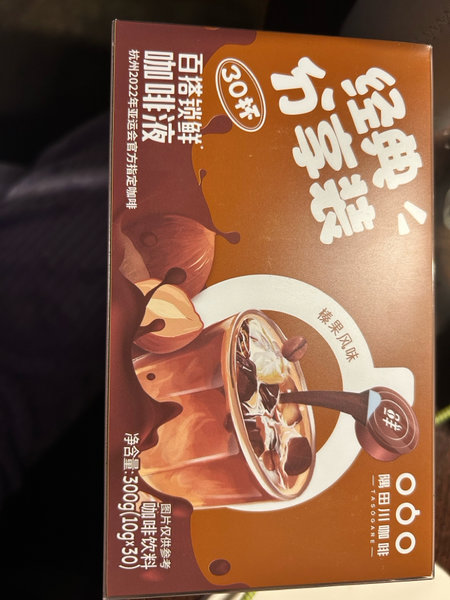 隅田川咖啡
TASOGARE
经典
分享装
30杯
百搭锁鲜
咖啡液
杭州2022年亚运会官方指定咖啡
榛果风味
鲜
图片仅供参考
咖啡饮料
净含量:300g(10g×30)